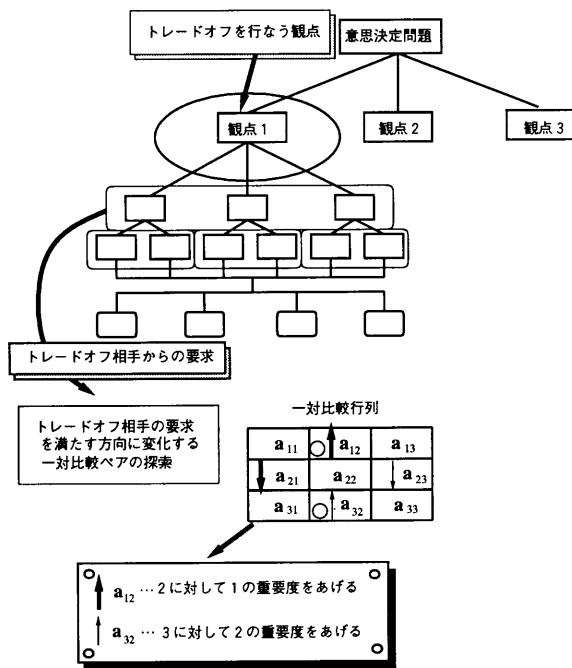 トレードオフを行なう観点
意思決定問題
観点1
観点2
観点3
トレードオフ相手からの要求
トレードオフ相手の要求
を満たす方向に変化する
一対比較ペアの探索
一対比較行列
a11 a12 a13
a21 a22 a23
a31 a32 a33
a12 … 2に対して1の重要度をあげる
a32 … 3に対して2の重要度をあげる